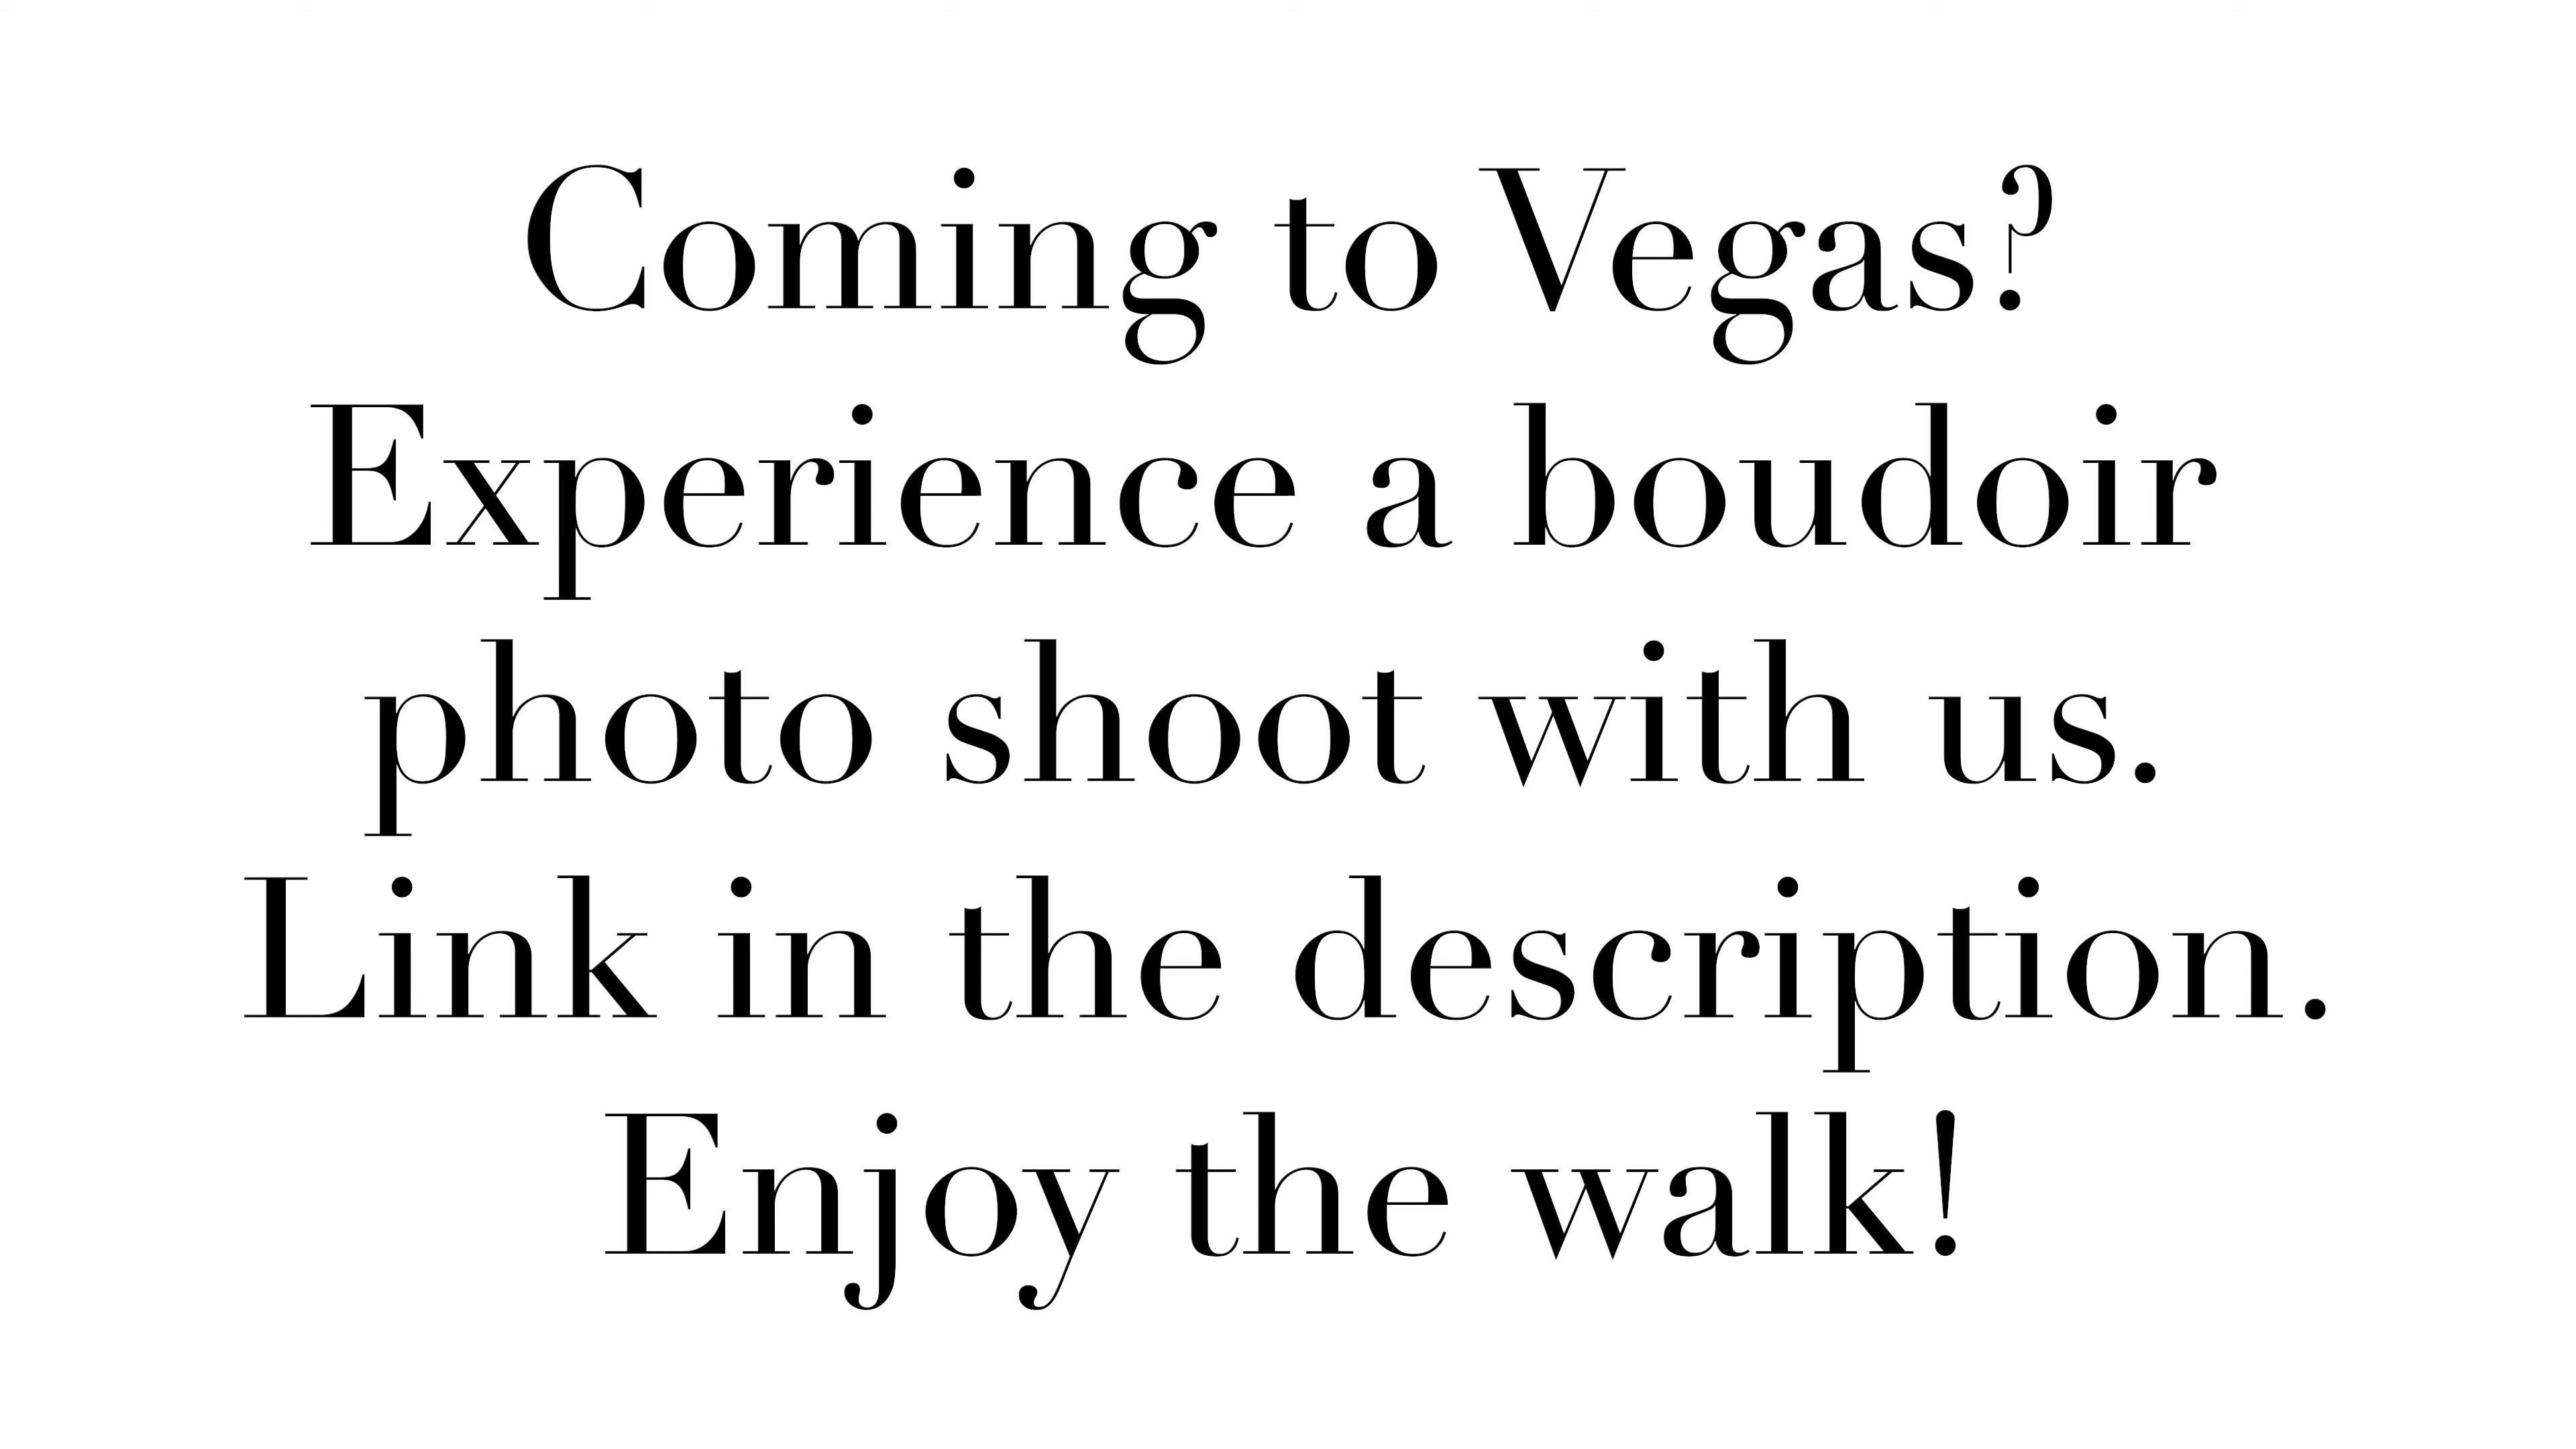 Coming to Vegas?
Experience a boudoir
photo shoot with us.
Link in the description.
Enjoy the walk!